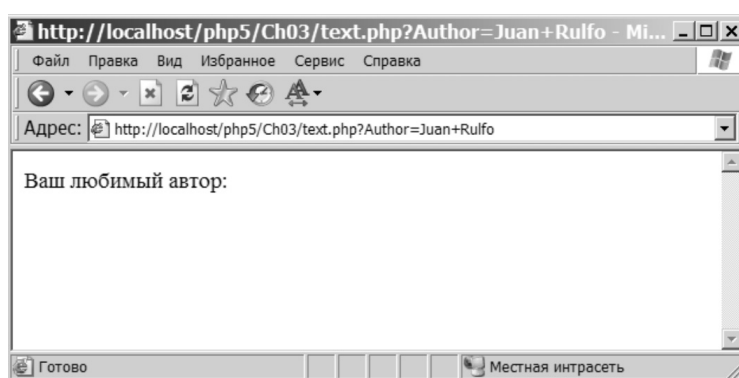 http://localhost/php5/Ch03/text.php?Author=Juan+Rulfo - Mi...
Файл Правка Вид Избранное Сервис Справка
Адрес: http://localhost/php5/Ch03/text.php?Author=Juan+Rulfo
Ваш любимый автор:
Готово Местная интрасеть